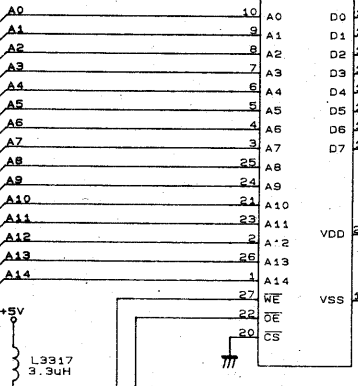 A0 10 A0 D0
A1 9 A1 D1
A2 8 A2 D2
A3 7 A3 D3
A4 6 A4 D4
A5 5 A5 D5
A6 4 A6 D6
A7 3 A7 D7
A8 25 A8
A9 24 A9
A10 21 A10
A11 23 A11
VDD
A12 2 A12
A13 26 A13
A14 1 A14
27 WE VSS
22 OE
20 CS
+5V
L3317
3.3uH